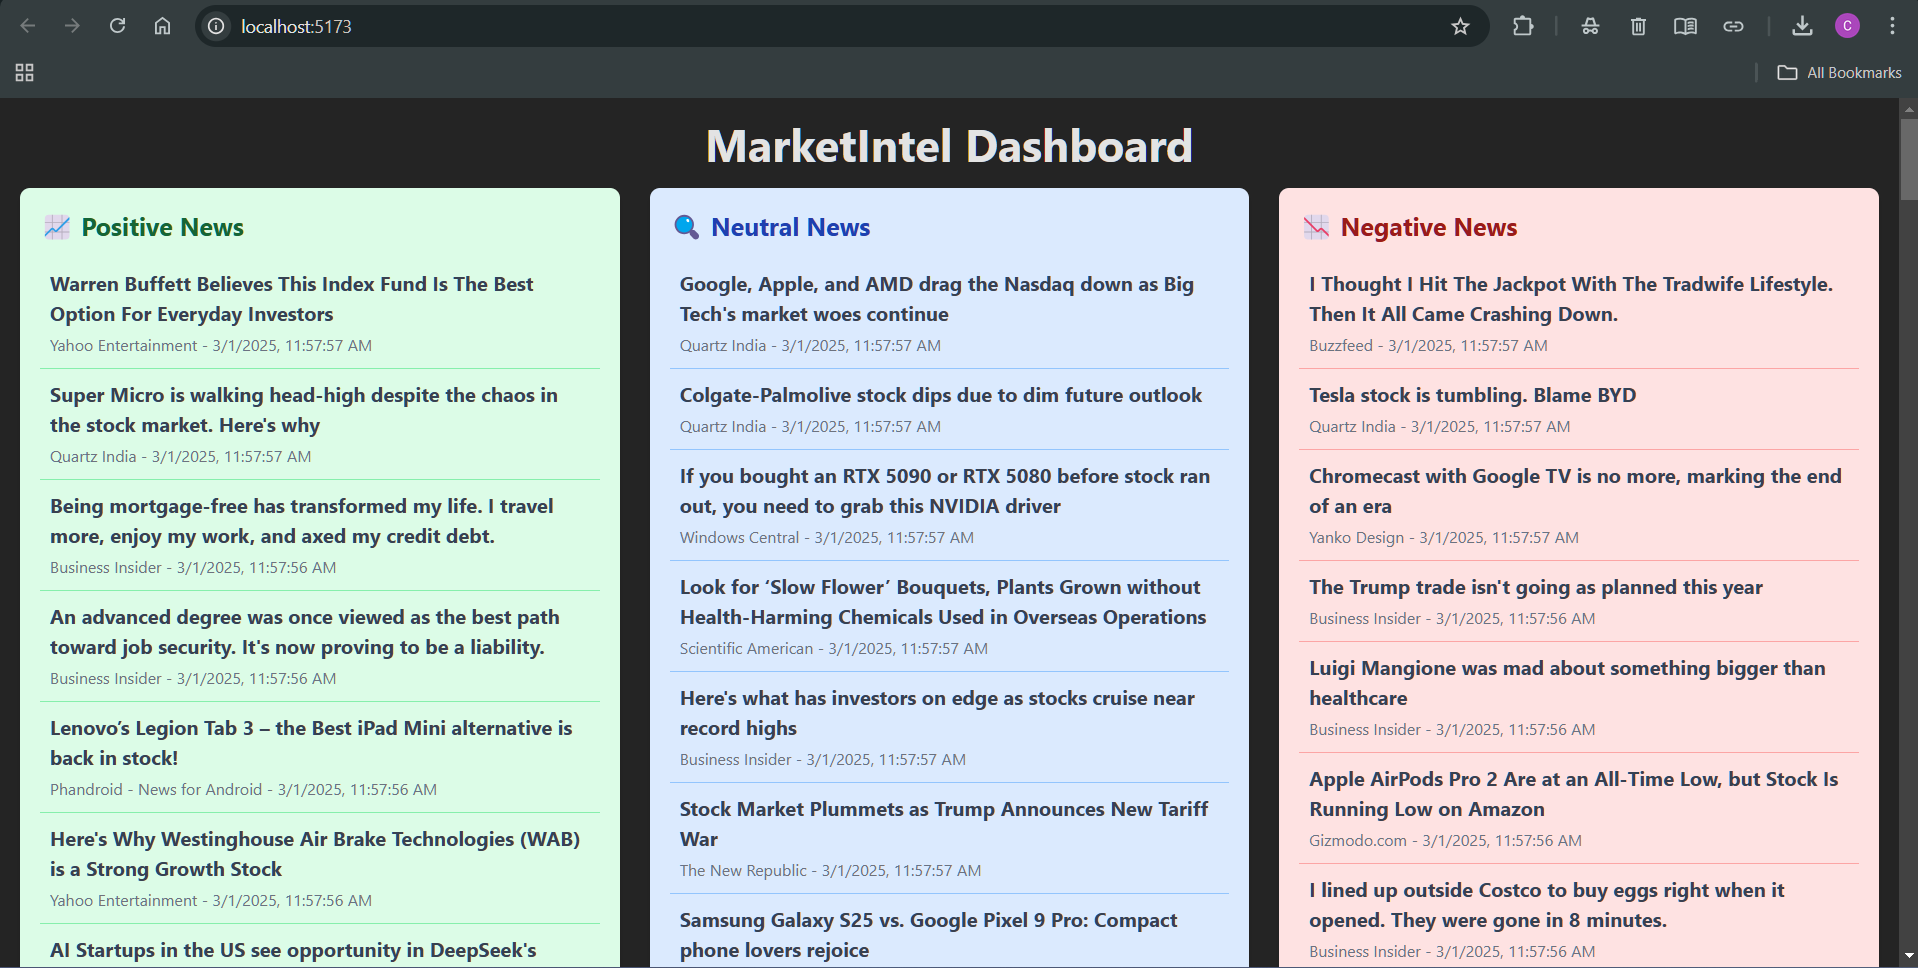 localhost:5173
C
All Bookmarks
MarketIntel Dashboard
Positive News
Warren Buffett Believes This Index Fund Is The Best
Option For Everyday Investors
Yahoo Entertainment - 3/1/2025, 11:57:57 AM
Super Micro is walking head-high despite the chaos in
the stock market. Here's why
Quartz India - 3/1/2025, 11:57:57 AM
Being mortgage-free has transformed my life. I travel
more, enjoy my work, and axed my credit debt.
Business Insider - 3/1/2025, 11:57:56 AM
An advanced degree was once viewed as the best path
toward job security. It's now proving to be a liability.
Business Insider - 3/1/2025, 11:57:56 AM
Lenovo’s Legion Tab 3 – the Best iPad Mini alternative is
back in stock!
Phandroid - News for Android - 3/1/2025, 11:57:56 AM
Here's Why Westinghouse Air Brake Technologies (WAB)
is a Strong Growth Stock
Yahoo Entertainment - 3/1/2025, 11:57:56 AM
AI Startups in the US see opportunity in DeepSeek's
Neutral News
Google, Apple, and AMD drag the Nasdaq down as Big
Tech's market woes continue
Quartz India - 3/1/2025, 11:57:57 AM
Colgate-Palmolive stock dips due to dim future outlook
Quartz India - 3/1/2025, 11:57:57 AM
If you bought an RTX 5090 or RTX 5080 before stock ran
out, you need to grab this NVIDIA driver
Windows Central - 3/1/2025, 11:57:57 AM
Look for ‘Slow Flower’ Bouquets, Plants Grown without
Health-Harming Chemicals Used in Overseas Operations
Scientific American - 3/1/2025, 11:57:57 AM
Here's what has investors on edge as stocks cruise near
record highs
Business Insider - 3/1/2025, 11:57:57 AM
Stock Market Plummets as Trump Announces New Tariff
War
The New Republic - 3/1/2025, 11:57:57 AM
Samsung Galaxy S25 vs. Google Pixel 9 Pro: Compact
phone lovers rejoice
Negative News
I Thought I Hit The Jackpot With The Tradwife Lifestyle.
Then It All Came Crashing Down.
Buzzfeed - 3/1/2025, 11:57:57 AM
Tesla stock is tumbling. Blame BYD
Quartz India - 3/1/2025, 11:57:57 AM
Chromecast with Google TV is no more, marking the end
of an era
Yanko Design - 3/1/2025, 11:57:57 AM
The Trump trade isn't going as planned this year
Business Insider - 3/1/2025, 11:57:56 AM
Luigi Mangione was mad about something bigger than
healthcare
Business Insider - 3/1/2025, 11:57:56 AM
Apple AirPods Pro 2 Are at an All-Time Low, but Stock Is
Running Low on Amazon
Gizmodo.com - 3/1/2025, 11:57:56 AM
I lined up outside Costco to buy eggs right when it
opened. They were gone in 8 minutes.
Business Insider - 3/1/2025, 11:57:56 AM